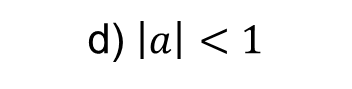 d) |a| < 1